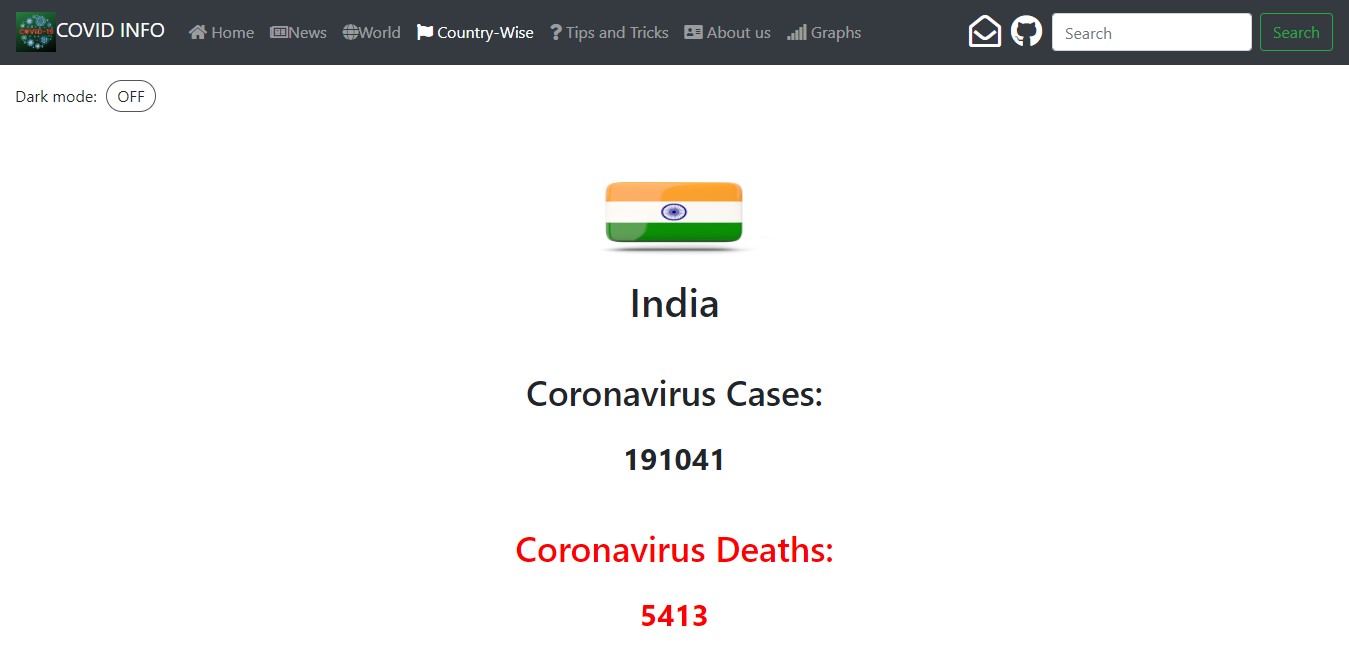 COVID-19 COVID INFO Home News World Country-Wise ? Tips and Tricks About us Graphs Search Search
Dark mode: OFF
India
Coronavirus Cases:
191041
Coronavirus Deaths:
5413